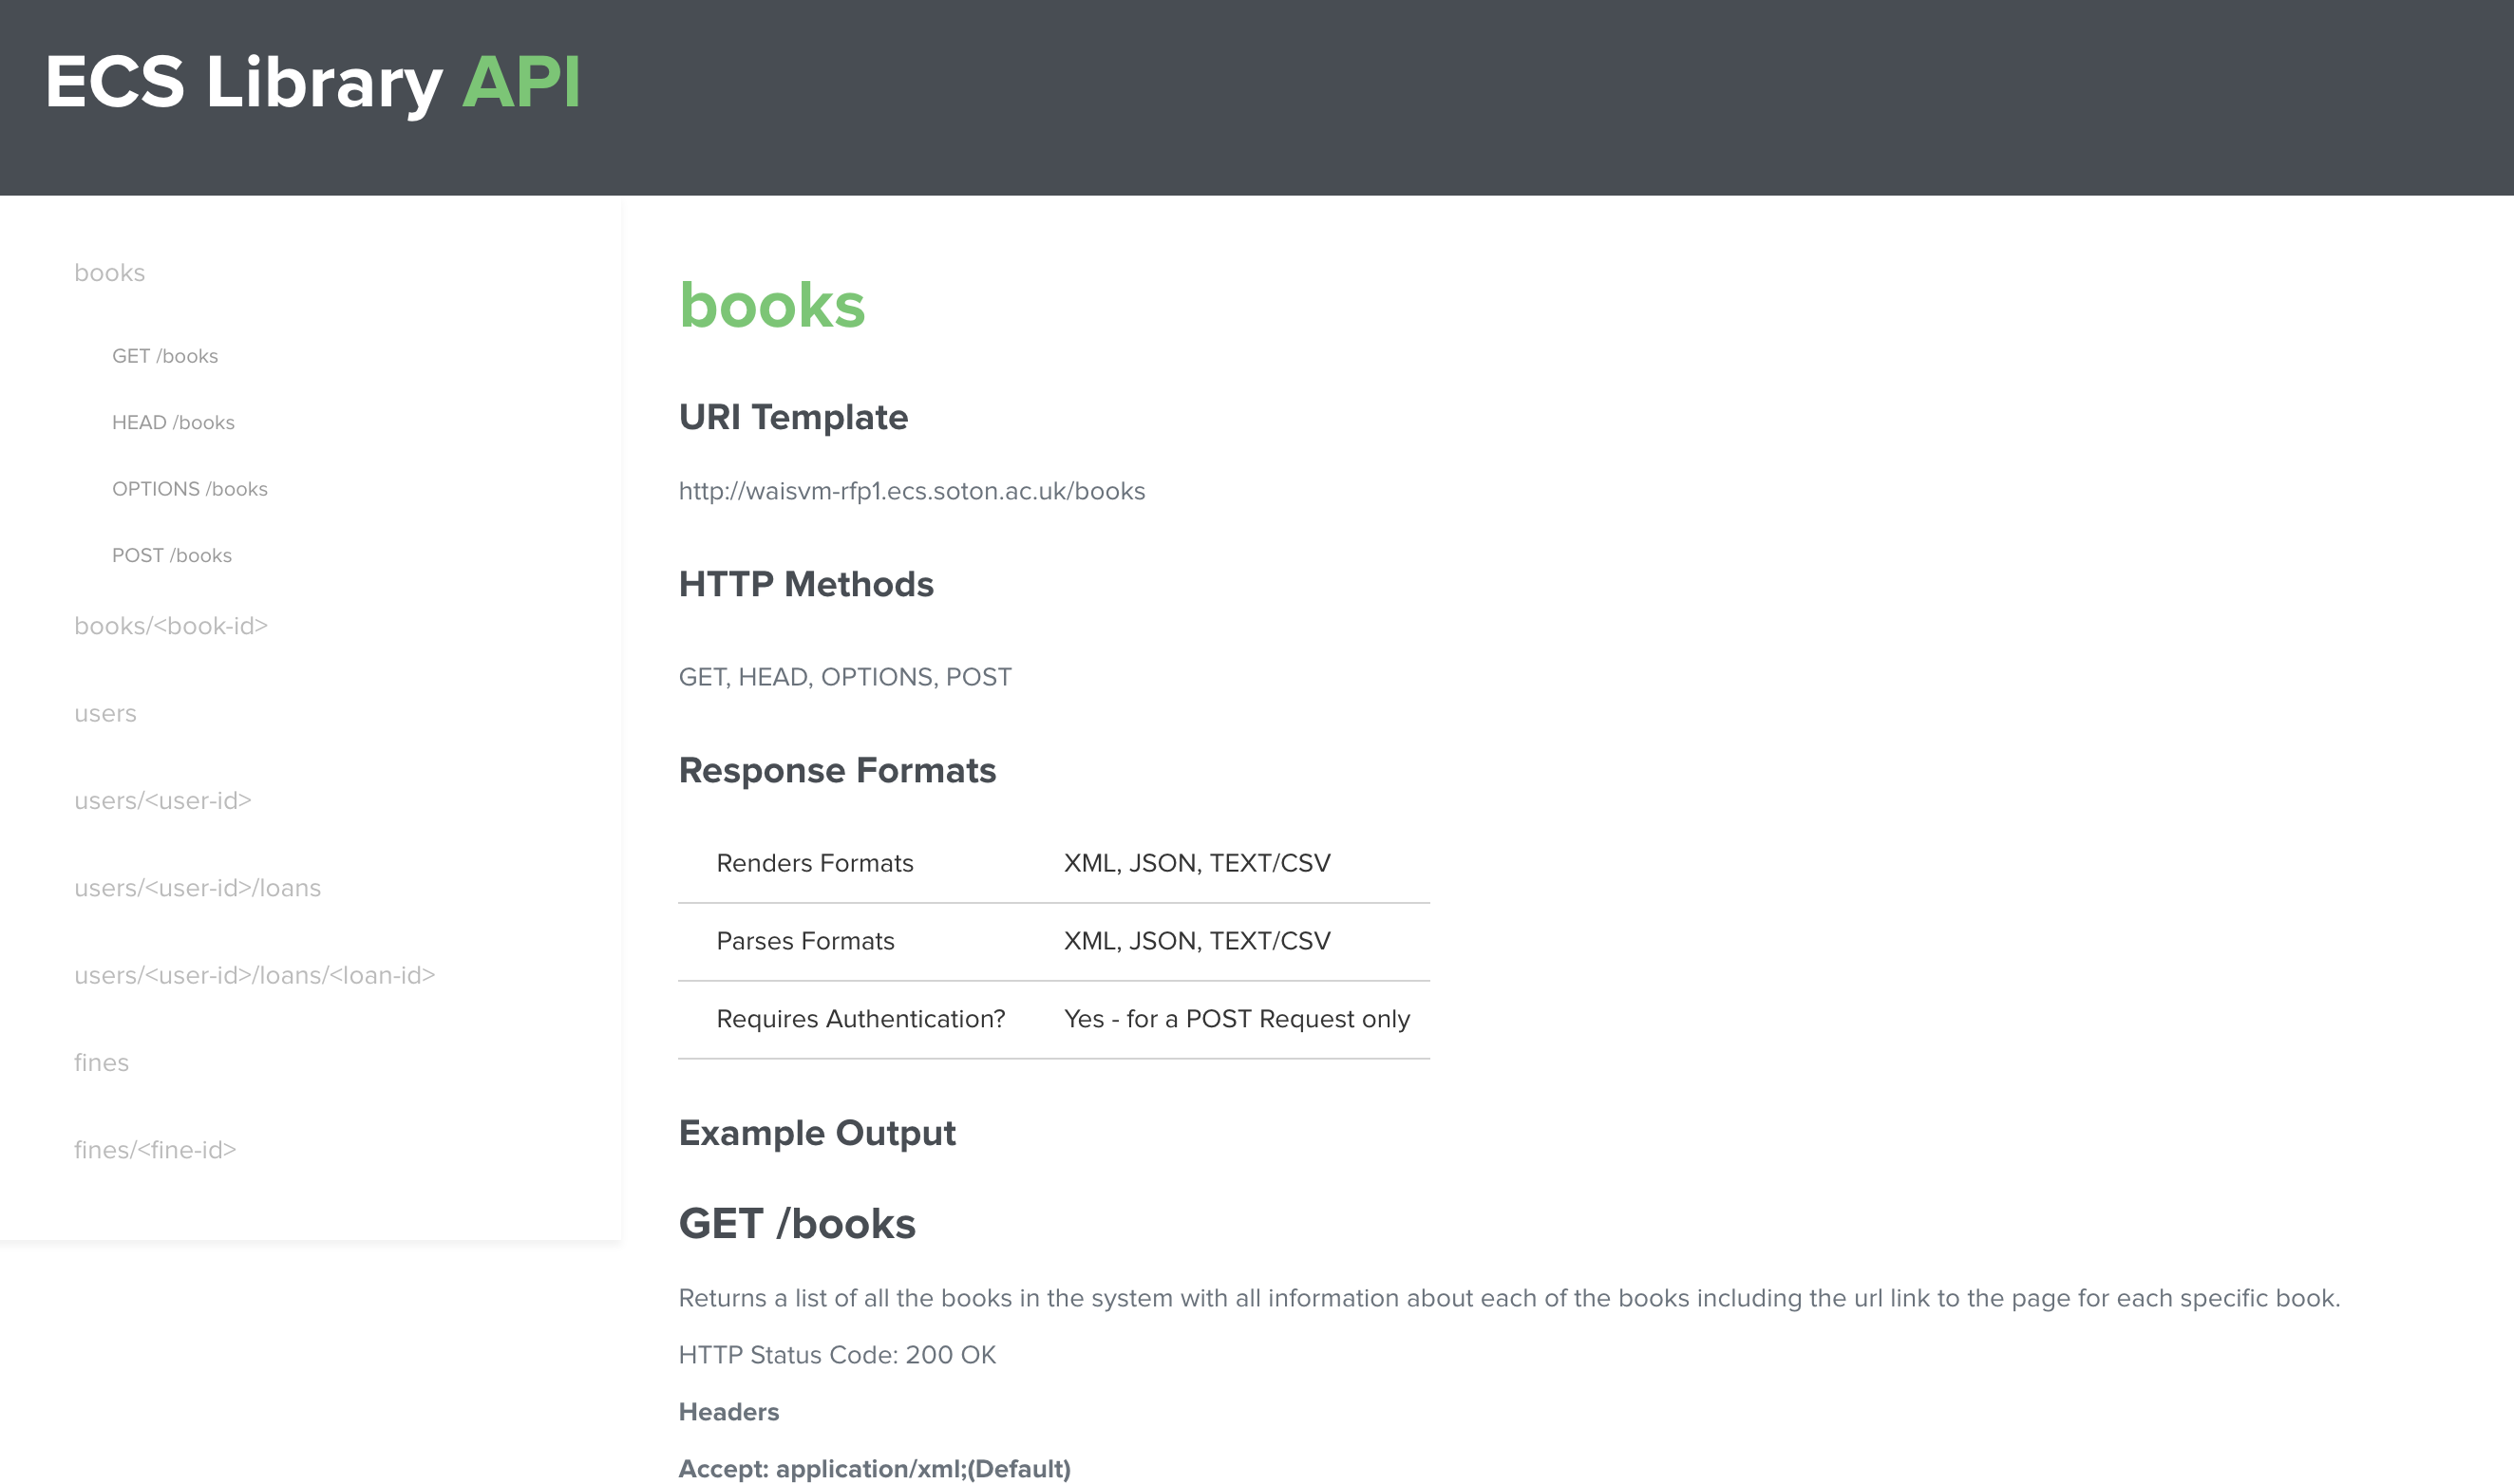 ECS Library API
books
GET /books
HEAD /books
OPTIONS /books
POST /books
books/<book-id>
users
users/<user-id>
users/<user-id>/loans
users/<user-id>/loans/<loan-id>
fines
fines/<fine-id>
books
URI Template
http://waisvm-rfp1.ecs.soton.ac.uk/books
HTTP Methods
GET, HEAD, OPTIONS, POST
Response Formats
Renders Formats XML, JSON, TEXT/CSV
Parses Formats XML, JSON, TEXT/CSV
Requires Authentication? Yes - for a POST Request only
Example Output
GET /books
Returns a list of all the books in the system with all information about each of the books including the url link to the page for each specific book.
HTTP Status Code: 200 OK
Headers
Accept: application/xml;(Default)